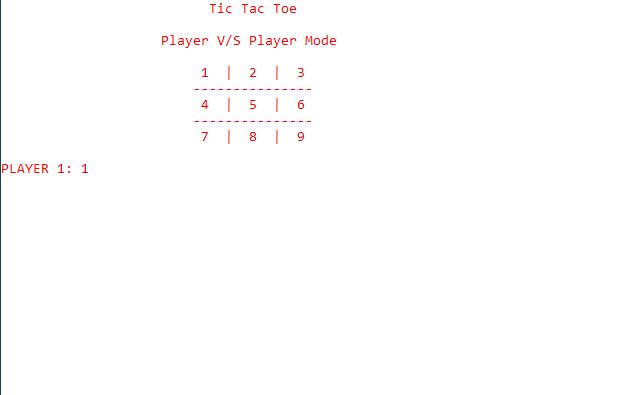 Tic Tac Toe
Player V/S Player Mode
1 | 2 | 3
---------------
4 | 5 | 6
---------------
7 | 8 | 9
PLAYER 1: 1